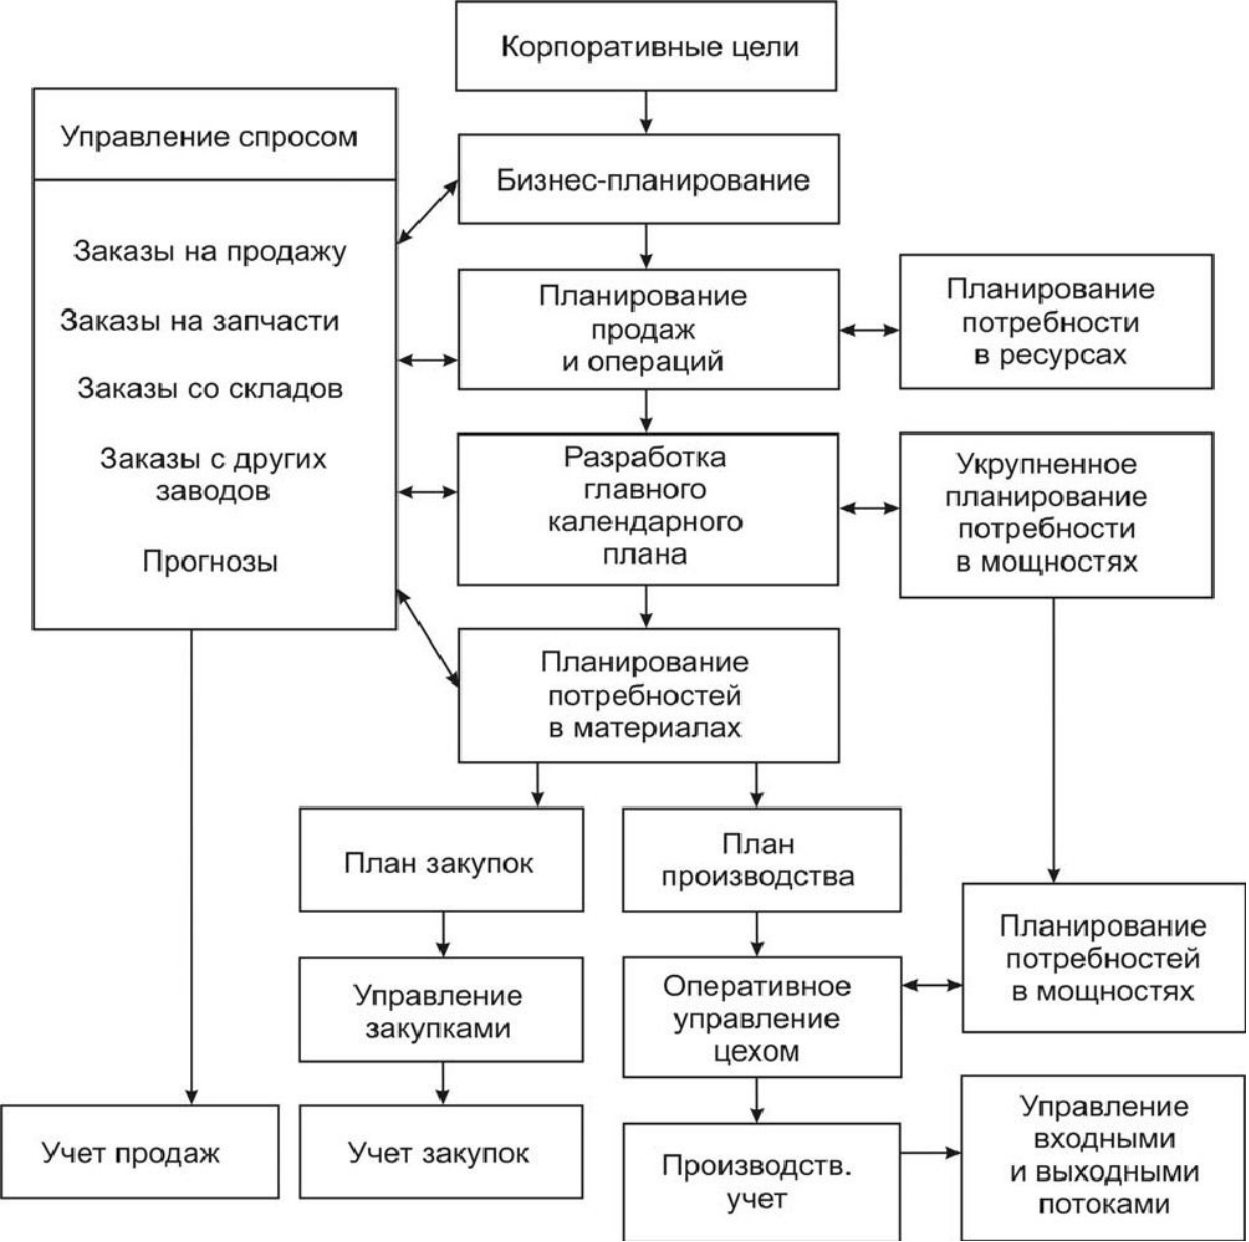 Корпоративные цели
Управление спросом
Заказы на продажу
Заказы на запчасти
Заказы со складов
Заказы с других
заводов
Прогнозы
Бизнес-планирование
Планирование
продаж
и операций
Планирование
потребности
в ресурсах
Разработка
главного
календарного
плана
Укрупненное
планирование
потребности
в мощностях
Планирование
потребностей
в материалах
План закупок
План
производства
Планирование
потребностей
в мощностях
Управление
закупками
Оперативное
управление
цехом
Учет продаж
Учет закупок
Производств.
учет
Управление
входными
и выходными
потоками